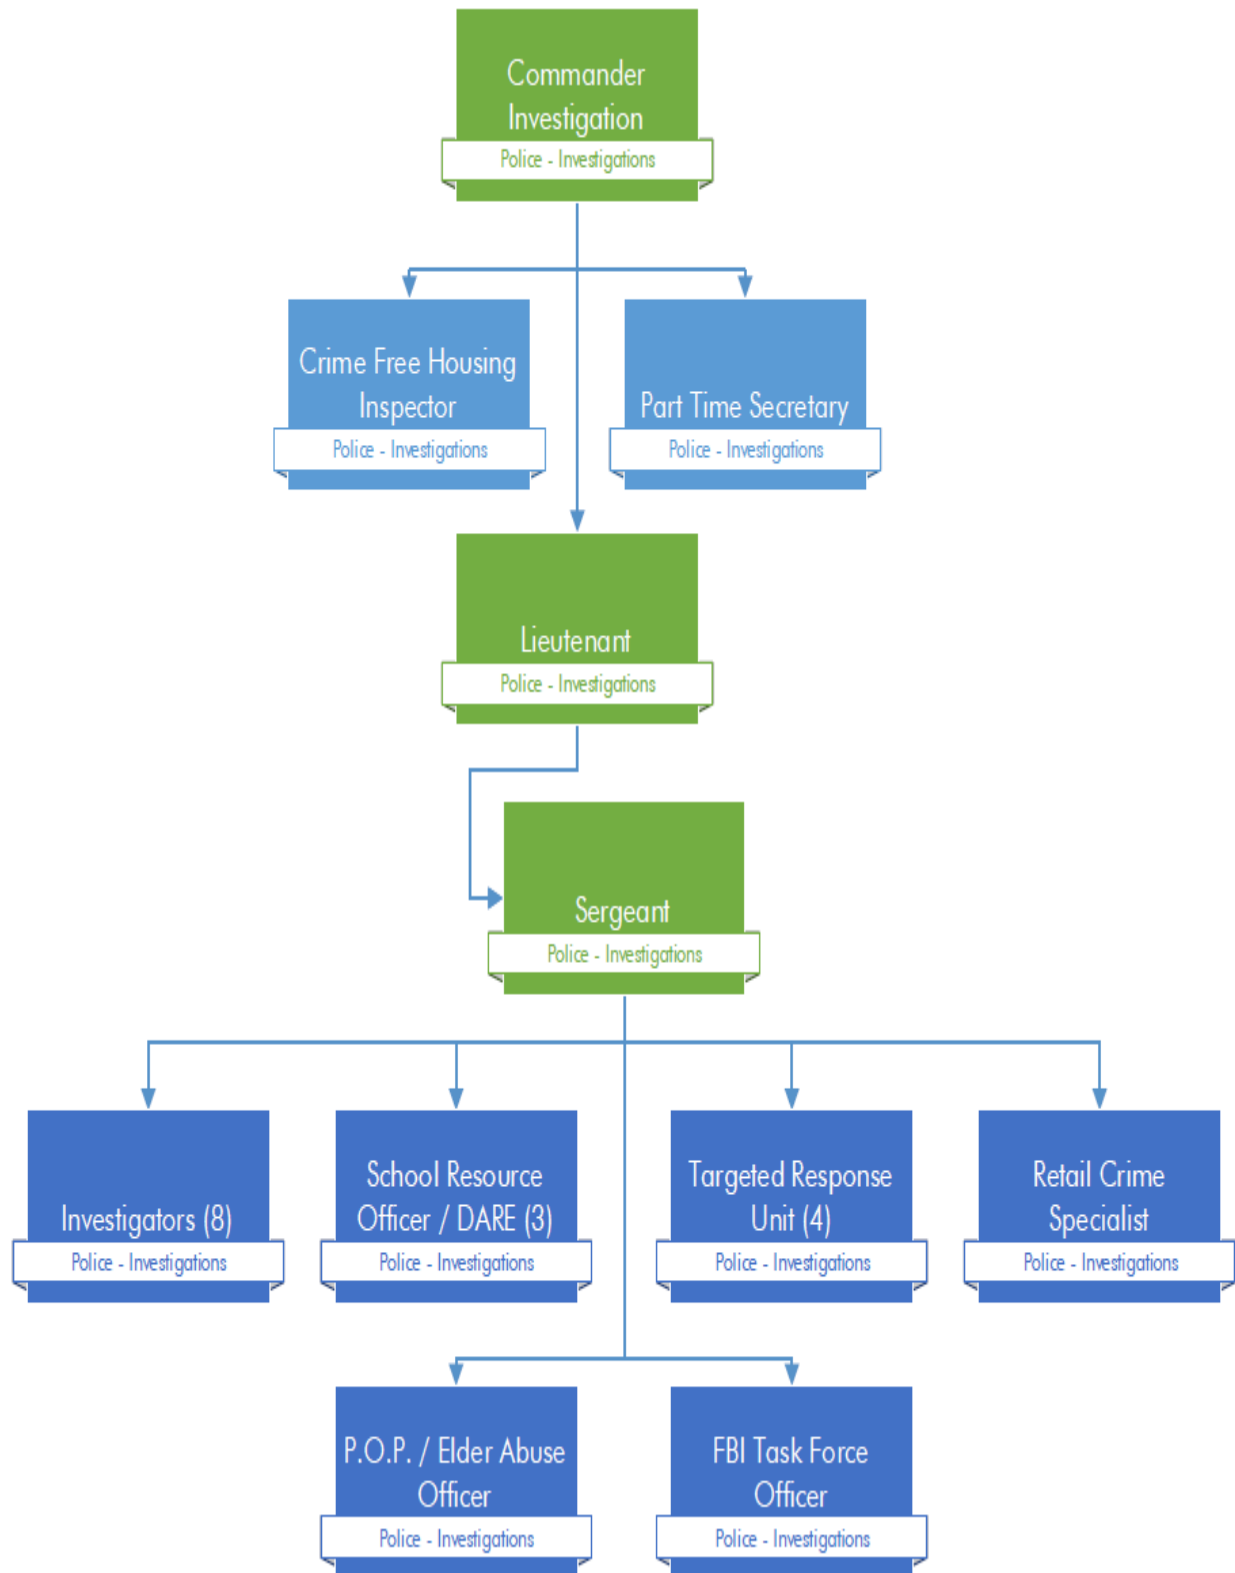 Commander
Investigation
Police - Investigations
Crime Free Housing
Inspector
Police - Investigations
Part Time Secretary
Police - Investigations
Lieutenant
Police - Investigations
Sergeant
Police - Investigations
Investigators (8)
Police - Investigations
School Resource
Officer / DARE (3)
Police - Investigations
Targeted Response
Unit (4)
Police - Investigations
Retail Crime
Specialist
Police - Investigations
P.O.P. / Elder Abuse
Officer
Police - Investigations
FBI Task Force
Officer
Police - Investigations